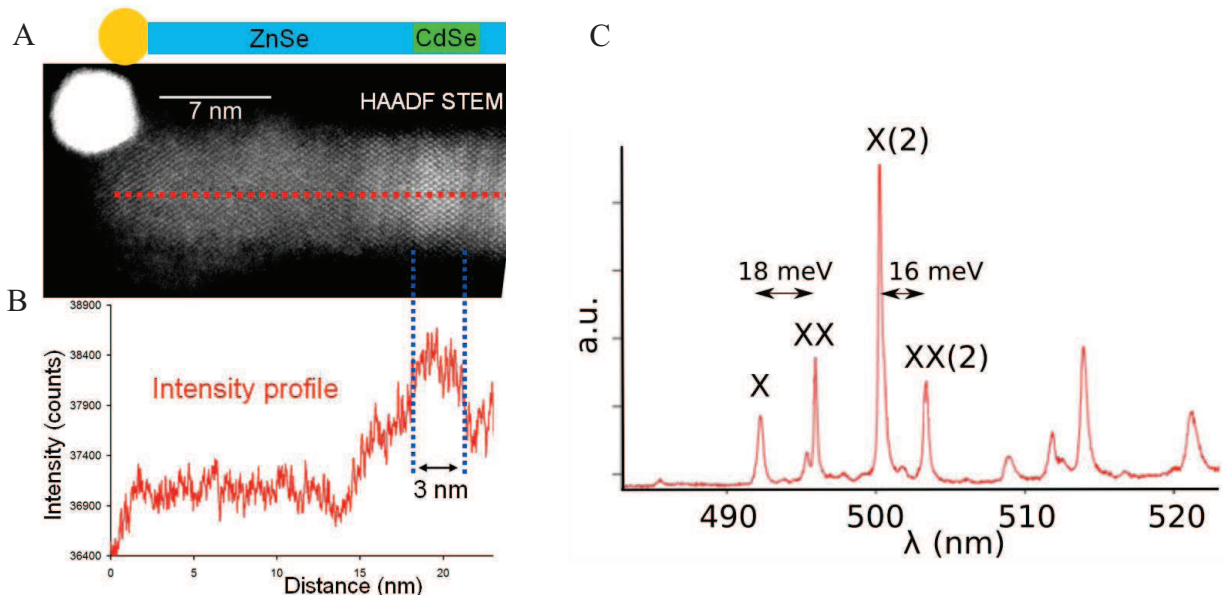 A
ZnSe
CdSe
7 nm
HAADF STEM
B
38900
38400
37900
37400
36900
36400
Intensity (counts)
Intensity profile
3 nm
0
5
10
15
20
Distance (nm)
C
X(2)
18 meV
16 meV
XX
XX(2)
X
a.u.
490
500
510
520
λ (nm)